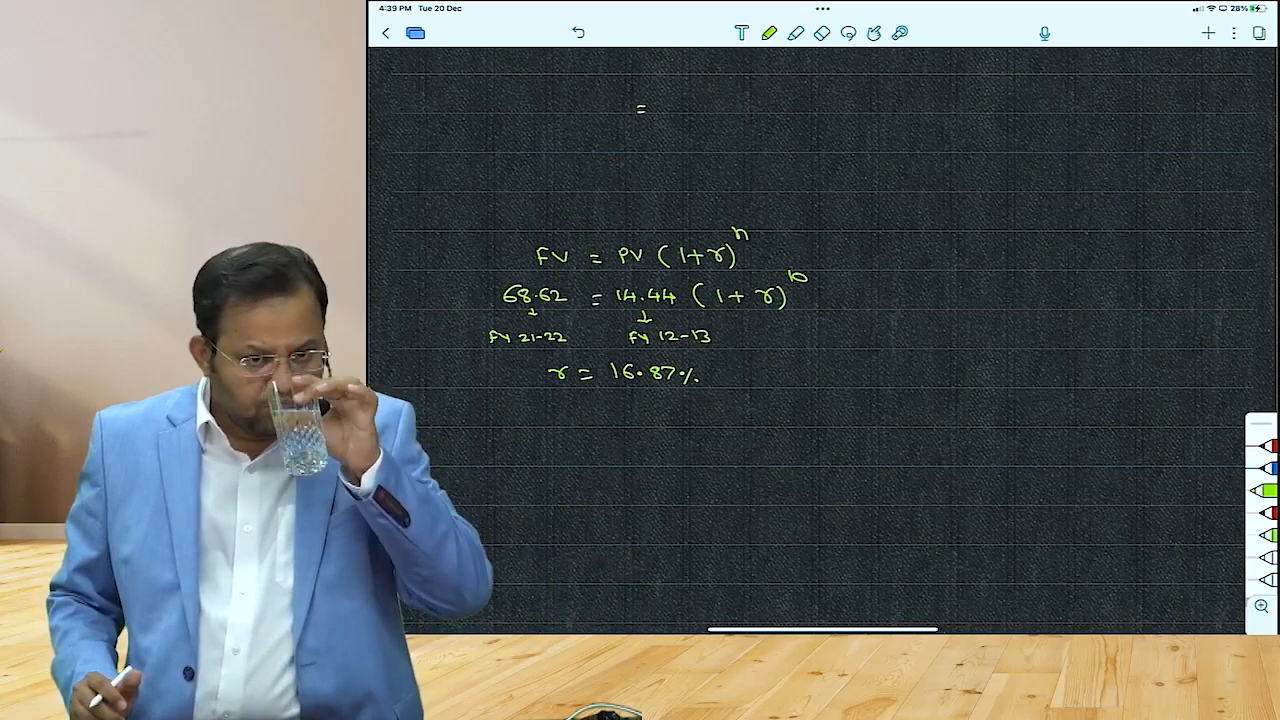 4:39 PM Tue 20 Dec
28%
T
=
FV = PV (1+r)^n
68.62 = 14.44 (1+r)^10
↓ ↓
FY 21-22 FY 12-13
r = 16.87%